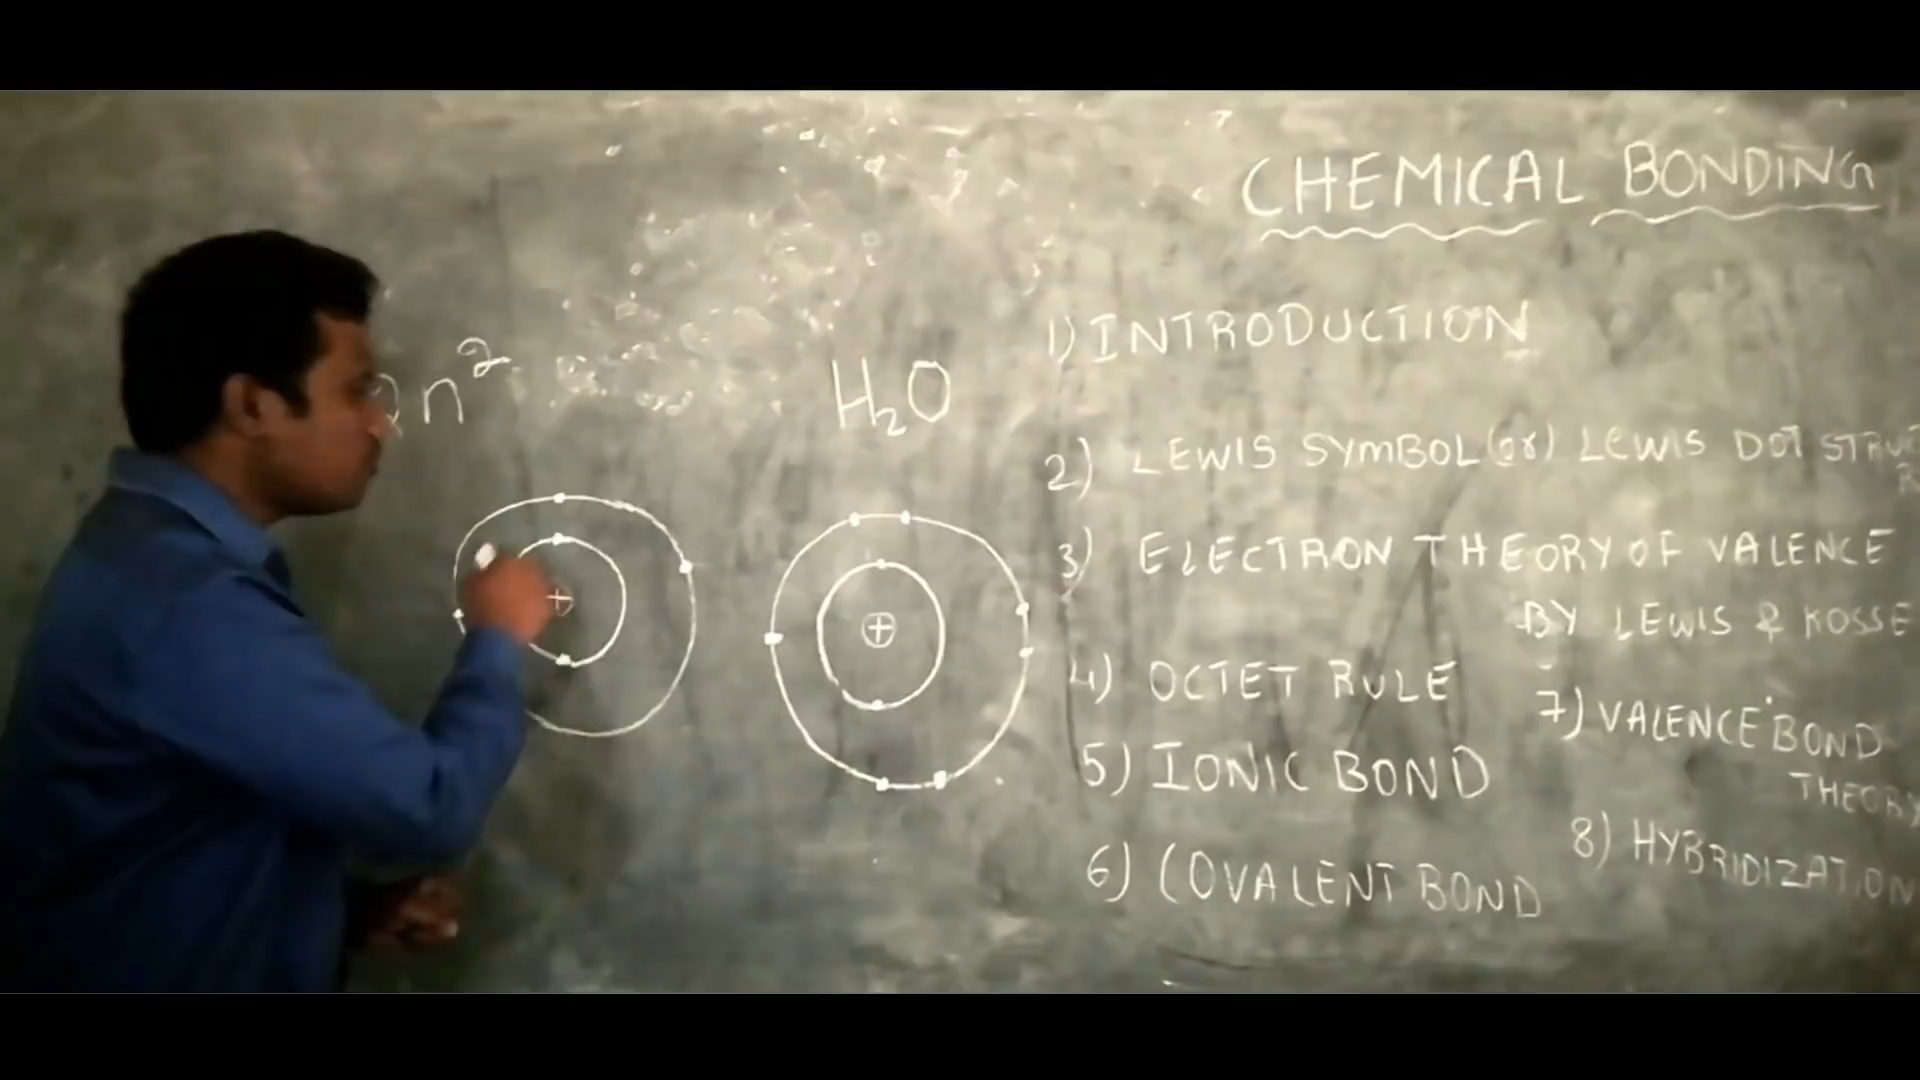 CHEMICAL BONDING
2n²
H₂O
1) INTRODUCTION
2) LEWIS SYMBOL (or) LEWIS DOT
3) ELECTRON THEORY OF VALENCE
BY LEWIS & KOSSE
4) OCTET RULE
5) IONIC BOND
6) COVALENT BOND
7) VALENCE BOND
THEORY
8) HYBRIDIZATION
+
+